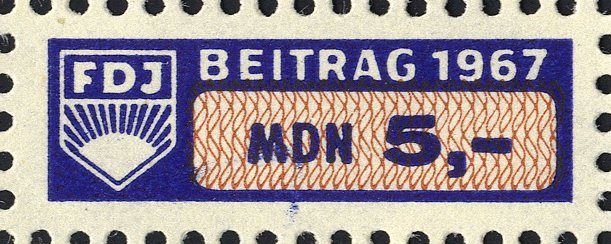 FDJ
BEITRAG 1967
MDN 5,-